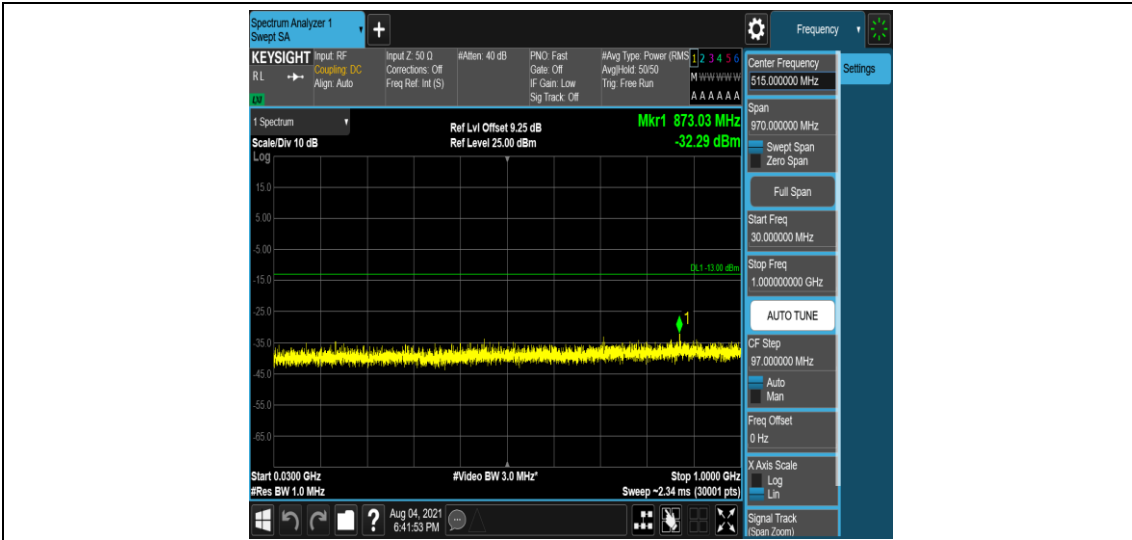 Spectrum Analyzer 1
Swept SA
+
Frequency
KEYSIGHT
RL
LXI
Input: RF
Coupling: DC
Align: Auto
Input Z: 50 Ω
Corrections: Off
Freq Ref: Int (S)
#Atten: 40 dB
PNO: Fast
Gate: Off
IF Gain: Low
Sig Track: Off
#Avg Type: Power (RMS
Avg|Hold: 50/50
Trig: Free Run
1 2 3 4 5 6
M W W W W W
A A A A A A
1 Spectrum
Scale/Div 10 dB
Log
Ref Lvl Offset 9.25 dB
Ref Level 25.00 dBm
Mkr1 873.03 MHz
-32.29 dBm
15.0
5.00
-5.00
DL1 -13.00 dBm
-15.0
-25.0
1
-35.0
-45.0
-55.0
-65.0
Start 0.0300 GHz
#Res BW 1.0 MHz
#Video BW 3.0 MHz*
Stop 1.0000 GHz
Sweep ~2.34 ms (30001 pts)
?
Aug 04, 2021
6:41:53 PM
Center Frequency
515.000000 MHz
Settings
Span
970.000000 MHz
Swept Span
Zero Span
Full Span
Start Freq
30.000000 MHz
Stop Freq
1.000000000 GHz
AUTO TUNE
CF Step
97.000000 MHz
Auto
Man
Freq Offset
0 Hz
X Axis Scale
Log
Lin
Signal Track
(Span Zoom)